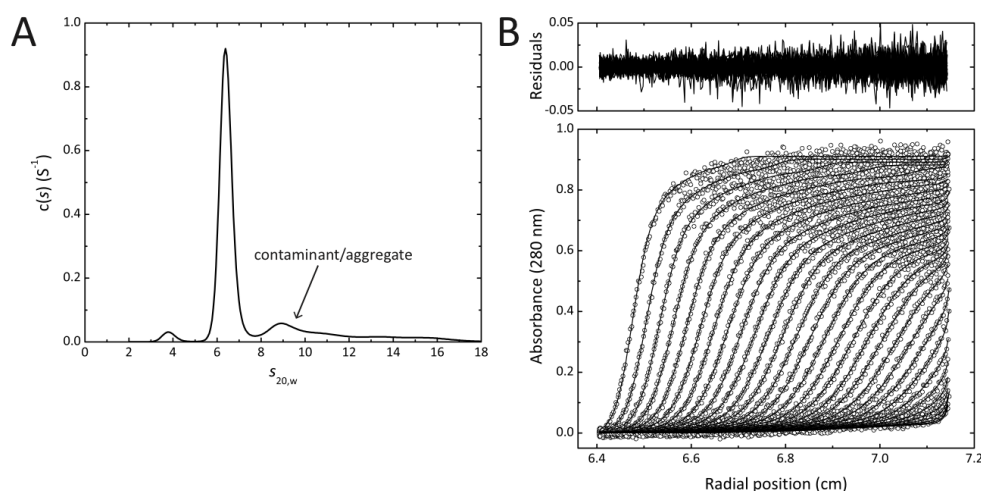 A
1.0
0.8
0.6
0.4
0.2
0.0
c(s) (S⁻¹)
contaminant/aggregate
0 2 4 6 8 10 12 14 16 18
s20,w
B
0.05
0.00
-0.05
Residuals
1.0
0.8
0.6
0.4
0.2
0.0
Absorbance (280 nm)
6.4 6.6 6.8 7.0 7.2
Radial position (cm)